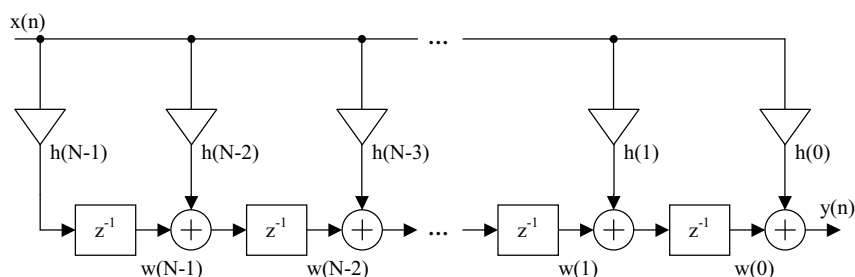 x(n)
...
h(N-1) h(N-2) h(N-3) h(1) h(0)
y(n)
z-1 + z-1 + ... z-1 + z-1 +
w(N-1) w(N-2) w(1) w(0)